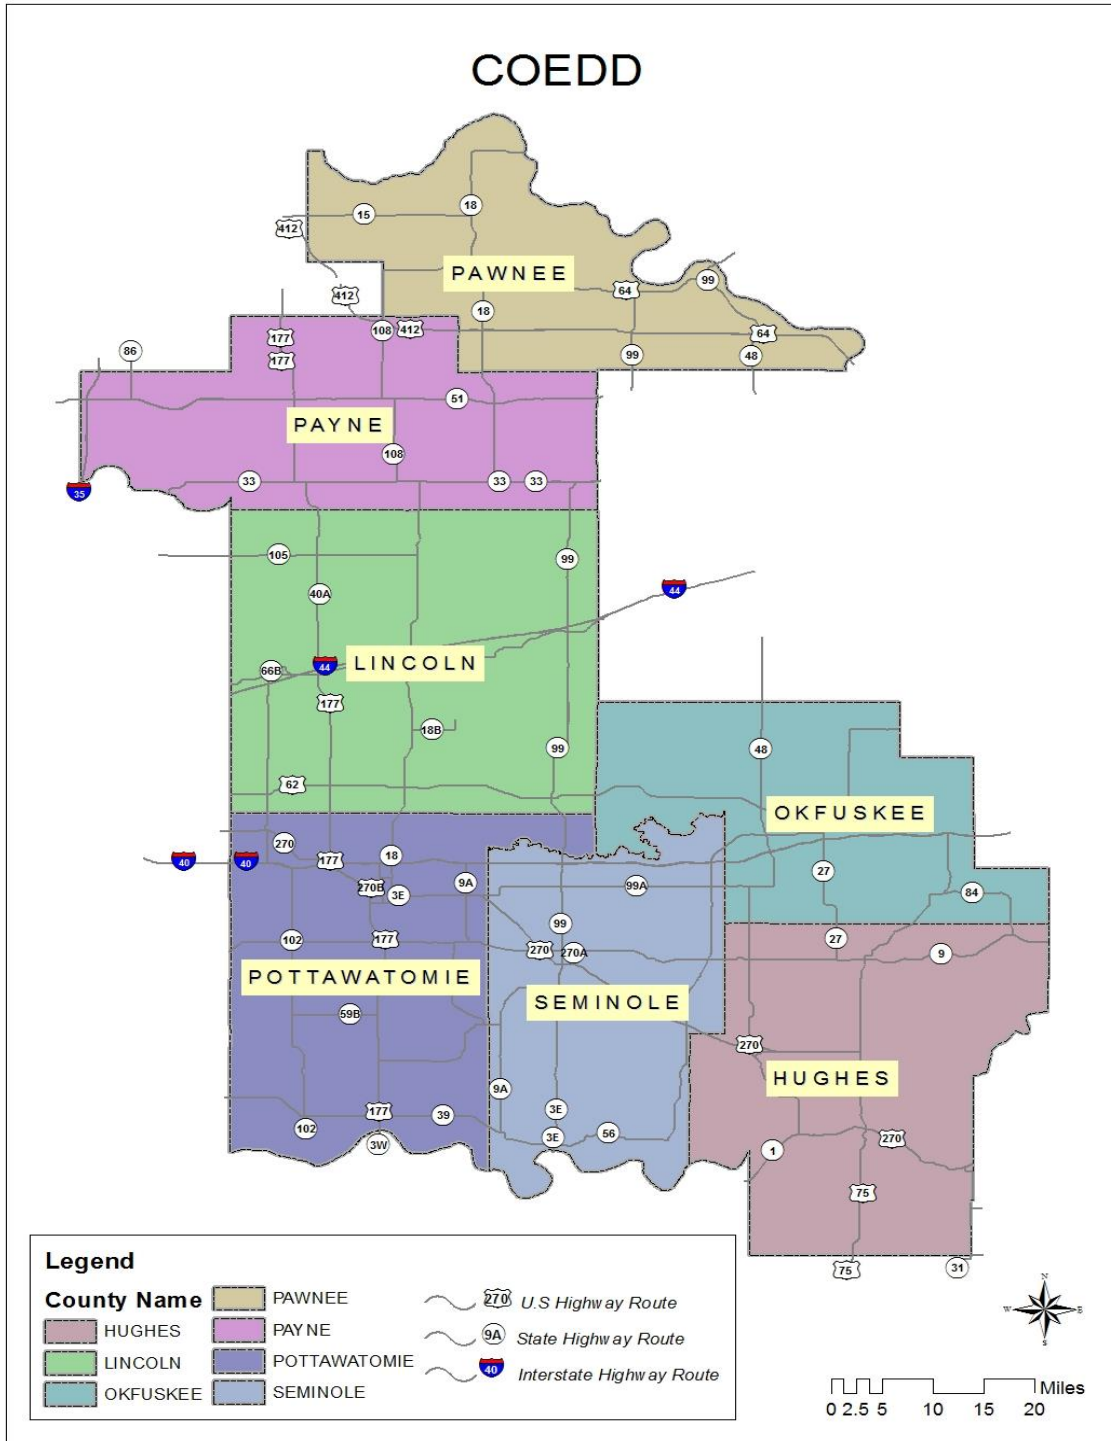 COEDD
18
15
412
PAWNEE
99
64
412
18
108
412
64
177
177
86
99
48
51
PAYNE
108
33
33
33
35
105
99
40A
44
LINCOLN
66B
44
177
18B
99
48
62
OKFUSKEE
270
18
40
40
177
27
270B
3E
9A
99A
84
99
27
102
177
270
270A
9
POTTAWATOMIE
SEMINOLE
59B
270
HUGHES
9A
177
39
3E
102
3W
3E
56
270
1
75
75
31
Legend
County Name
HUGHES
LINCOLN
OKFUSKEE
PAWNEE
PAYNE
POTTAWATOMIE
SEMINOLE
270 U.S Highway Route
9A State Highway Route
40 Interstate Highway Route
N
W E
S
Miles
0 2.5 5 10 15 20